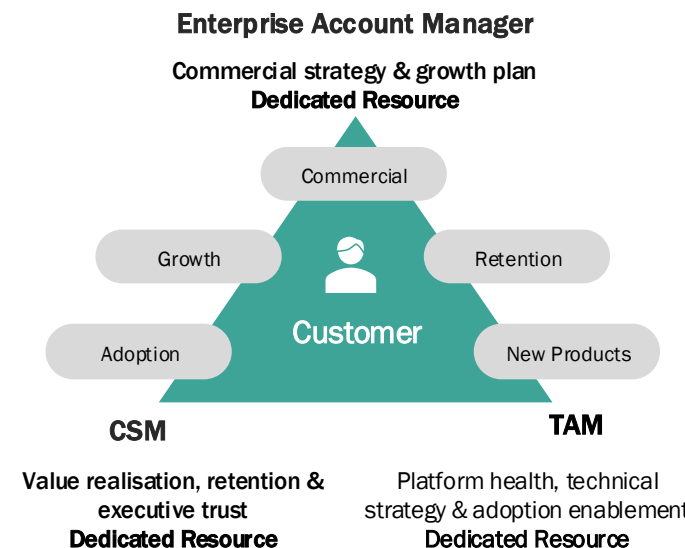 Enterprise Account Manager
Commercial strategy & growth plan
Dedicated Resource
Commercial
Growth
Retention
Customer
Adoption
New Products
CSM
TAM
Value realisation, retention &
executive trust
Dedicated Resource
Platform health, technical
strategy & adoption enablement
Dedicated Resource